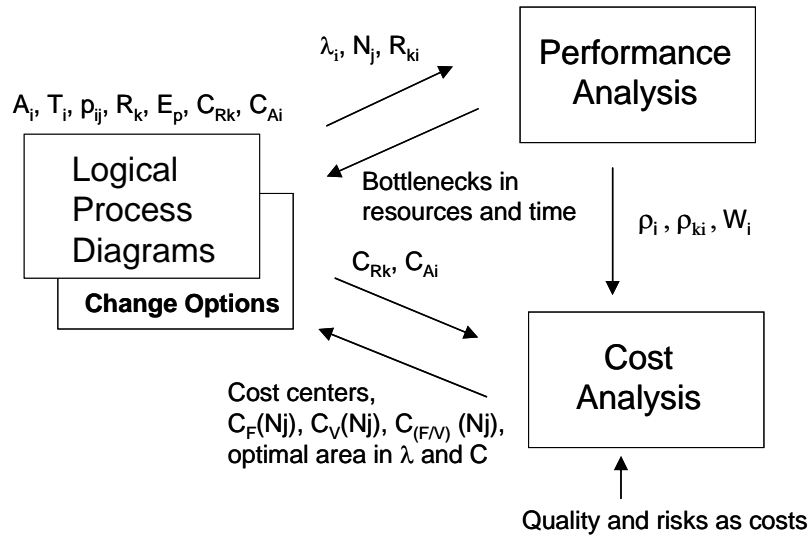 λi, Nj, Rki
Performance
Analysis
Ai, Ti, pij, Rk, Ep, CRk, CAi
Logical
Process
Diagrams
Change Options
Bottlenecks in
resources and time
ρi , ρki, Wi
CRk, CAi
Cost
Analysis
Cost centers,
CF(Nj), CV(Nj), C(F/V) (Nj),
optimal area in λ and C
Quality and risks as costs